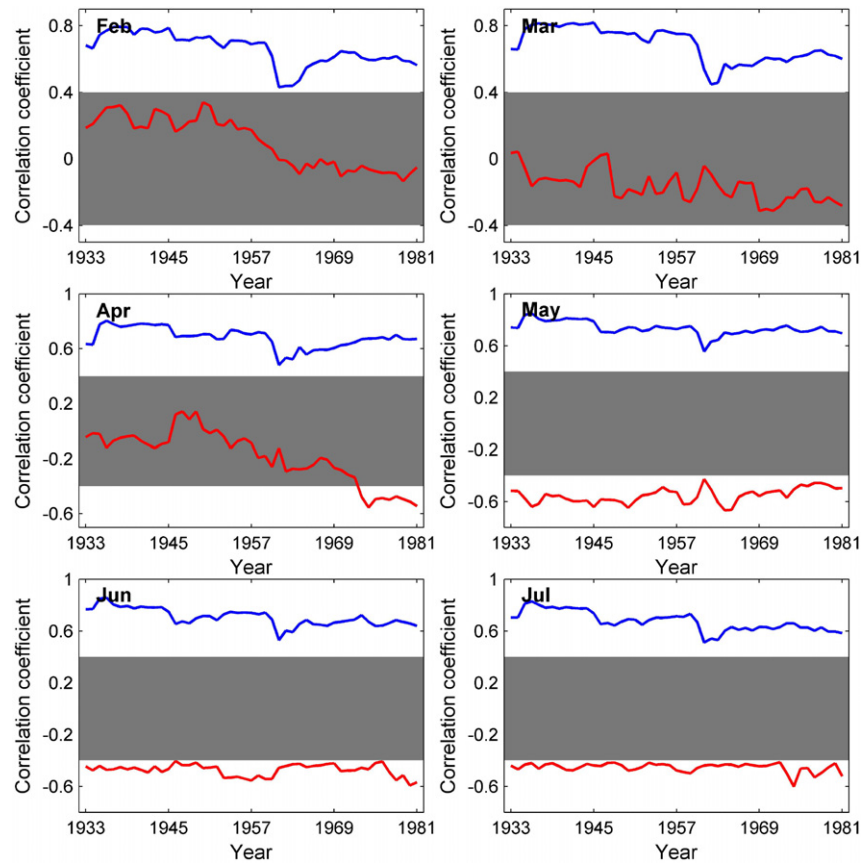 Feb
Correlation coefficient
0.8
0.4
0
-0.4
1933 1945 1957 1969 1981
Year
Mar
Correlation coefficient
0.8
0.4
0
-0.4
1933 1945 1957 1969 1981
Year
Apr
Correlation coefficient
1
0.6
0.2
-0.2
-0.6
1933 1945 1957 1969 1981
Year
May
Correlation coefficient
1
0.6
0.2
-0.2
-0.6
1933 1945 1957 1969 1981
Year
Jun
Correlation coefficient
1
0.6
0.2
-0.2
-0.6
1933 1945 1957 1969 1981
Year
Jul
Correlation coefficient
1
0.6
0.2
-0.2
-0.6
1933 1945 1957 1969 1981
Year